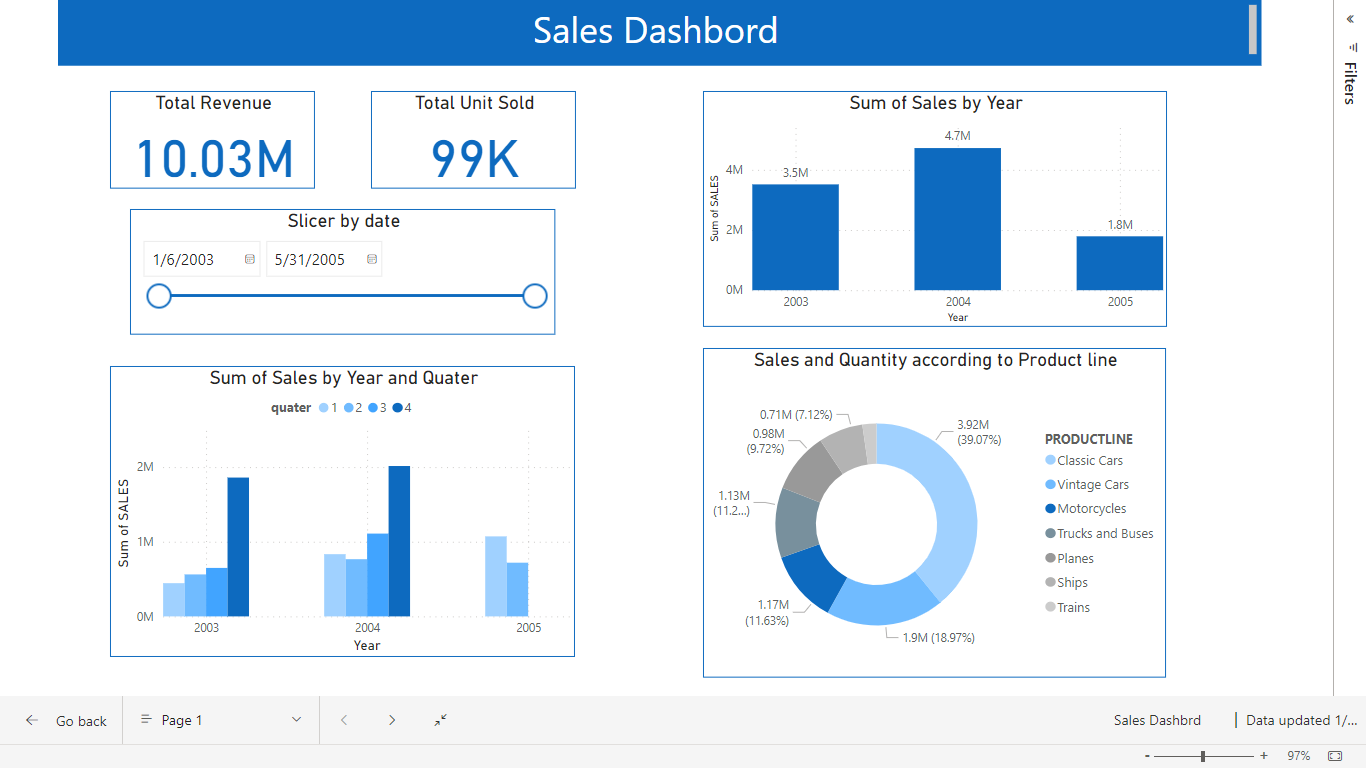 Sales Dashbord
Filters
Total Revenue
10.03M
Total Unit Sold
99K
Slicer by date
1/6/2003
5/31/2005
Sum of Sales by Year
4.7M
3.5M
1.8M
4M
2M
0M
Sum of SALES
2003
2004
2005
Year
Sum of Sales by Year and Quater
quater 1 2 3 4
2M
1M
0M
Sum of SALES
2003
2004
2005
Year
Sales and Quantity according to Product line
0.71M (7.12%)
0.98M
(9.72%)
1.13M
(11.2...)
1.17M
(11.63%)
1.9M (18.97%)
3.92M
(39.07%)
PRODUCTLINE
Classic Cars
Vintage Cars
Motorcycles
Trucks and Buses
Planes
Ships
Trains
Go back
Page 1
Sales Dashbrd
Data updated 1/...
- + 97%